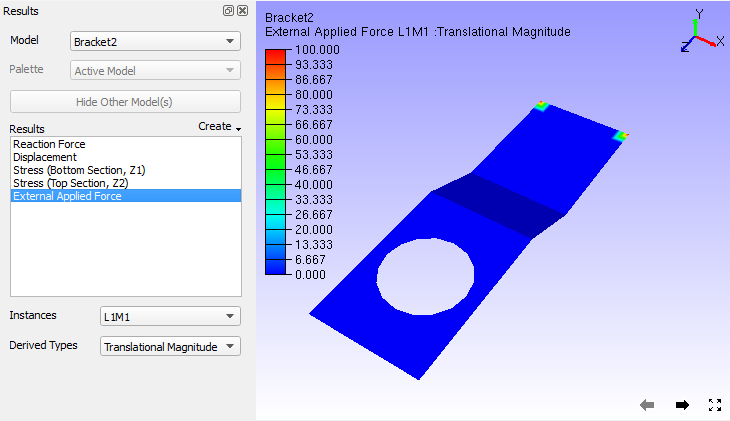 Results
Model
Bracket2
Palette
Active Model
Hide Other Model(s)
Results
Create
Reaction Force
Displacement
Stress (Bottom Section, Z1)
Stress (Top Section, Z2)
External Applied Force
Instances
L1M1
Derived Types
Translational Magnitude
Bracket2
External Applied Force L1M1 :Translational Magnitude
100.000
93.333
86.667
80.000
73.333
66.660
60.000
53.333
46.667
40.000
33.333
26.667
20.000
13.333
6.667
0.000
Y
X
Z